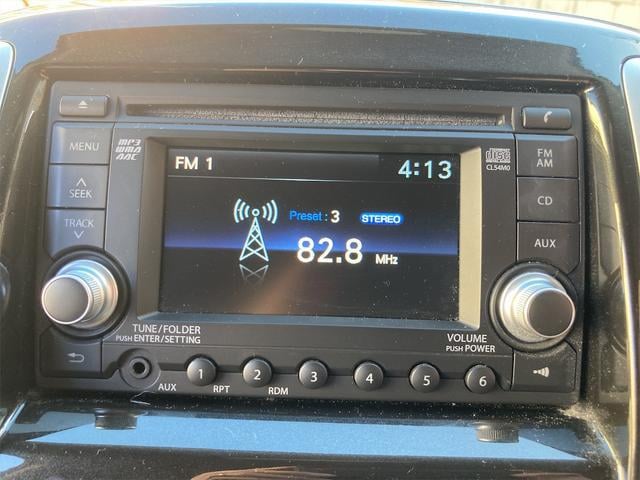 MENU
MP3
WMA
AAC
SEEK
TRACK
FM 1
4:13
Preset : 3
STEREO
82.8 MHz
disc
CL54M0
FM
AM
CD
AUX
TUNE/FOLDER
PUSH ENTER/SETTING
VOLUME
PUSH POWER
AUX
1
RPT
2
RDM
3
4
5
6